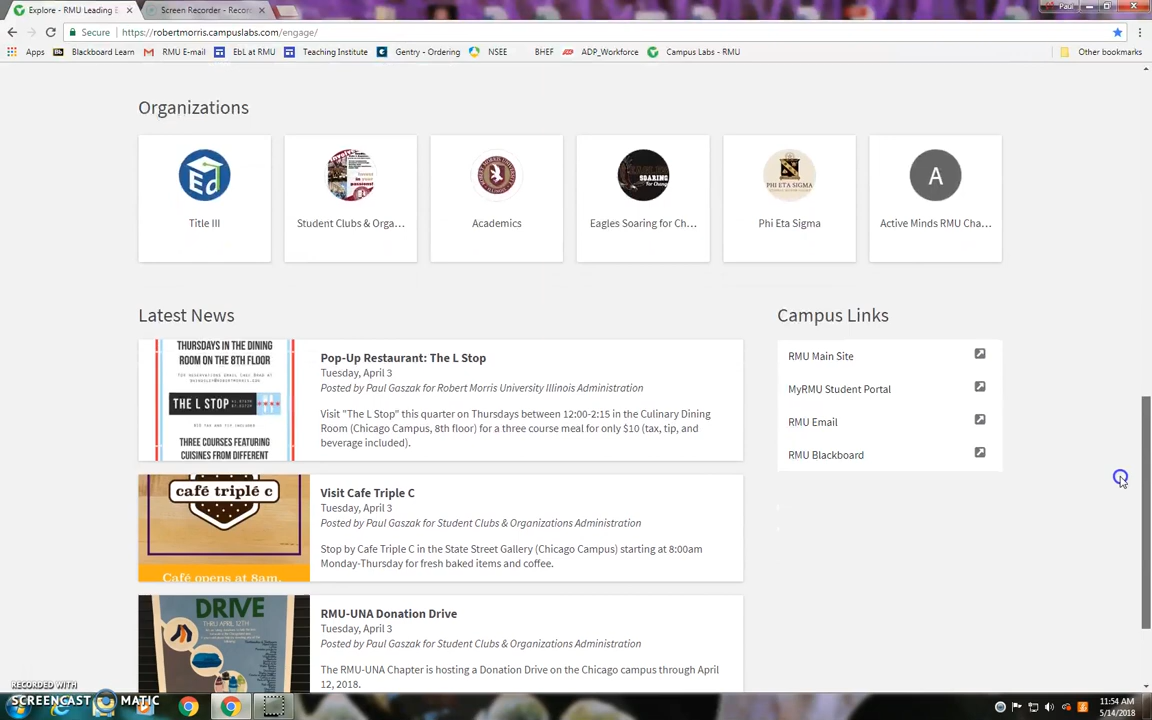 Explore - RMU Leading E
Screen Recorder - Recor
Paul
Secure
https://robertmorris.campuslabs.com/engage/
Apps
Blackboard Learn
RMU E-mail
EbL at RMU
Teaching Institute
Gentry - Ordering
NSEE
BHEF
ADP_Workforce
Campus Labs - RMU
Other bookmarks
Organizations
Title III
Student Clubs & Orga...
Academics
Eagles Soaring for Ch...
PHI ETA SIGMA
Phi Eta Sigma
A
Active Minds RMU Cha...
Latest News
Campus Links
THURSDAYS IN THE DINING
ROOM ON THE 8TH FLOOR
THE L STOP
THREE COURSES FEATURING
CUISINES FROM DIFFERENT
Pop-Up Restaurant: The L Stop
Tuesday, April 3
Posted by Paul Gaszak for Robert Morris University Illinois Administration
Visit "The L Stop" this quarter on Thursdays between 12:00-2:15 in the Culinary Dining
Room (Chicago Campus, 8th floor) for a three course meal for only $10 (tax, tip, and
beverage included).
RMU Main Site
MyRMU Student Portal
RMU Email
RMU Blackboard
café triplé c
Café opens at 8am.
Visit Cafe Triple C
Tuesday, April 3
Posted by Paul Gaszak for Student Clubs & Organizations Administration
Stop by Cafe Triple C in the State Street Gallery (Chicago Campus) starting at 8:00am
Monday-Thursday for fresh baked items and coffee.
DRIVE
THRU APRIL 12TH
RMU-UNA Donation Drive
Tuesday, April 3
Posted by Paul Gaszak for Student Clubs & Organizations Administration
The RMU-UNA Chapter is hosting a Donation Drive on the Chicago campus through April
12, 2018.
RECORDED WITH
SCREENCAST MATIC
11:54 AM
5/14/2018